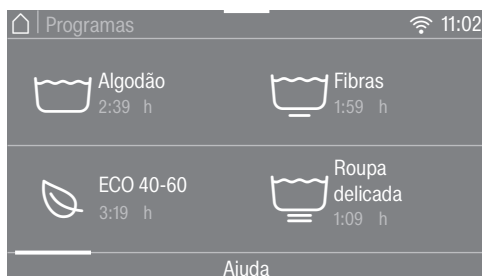 Programas
11:02
Algodão
2:39 h
Fibras
1:59 h
ECO 40-60
3:19 h
Roupa
delicada
1:09 h
Ajuda